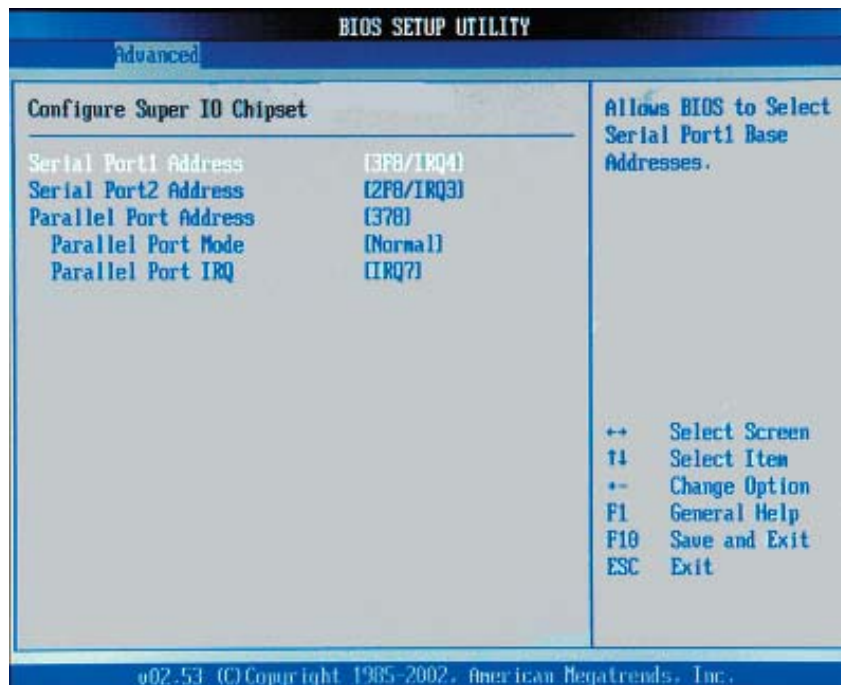 BIOS SETUP UTILITY
Advanced
Configure Super IO Chipset
Serial Port1 Address [3F8/IRQ4]
Serial Port2 Address [2F8/IRQ3]
Parallel Port Address [378]
Parallel Port Mode [Normal]
Parallel Port IRQ [IRQ7]
Allows BIOS to Select
Serial Port1 Base
Addresses.
↔ Select Screen
↑↓ Select Item
+- Change Option
F1 General Help
F10 Save and Exit
ESC Exit
v02.53 (C)Copyright 1985-2002, American Megatrends, Inc.